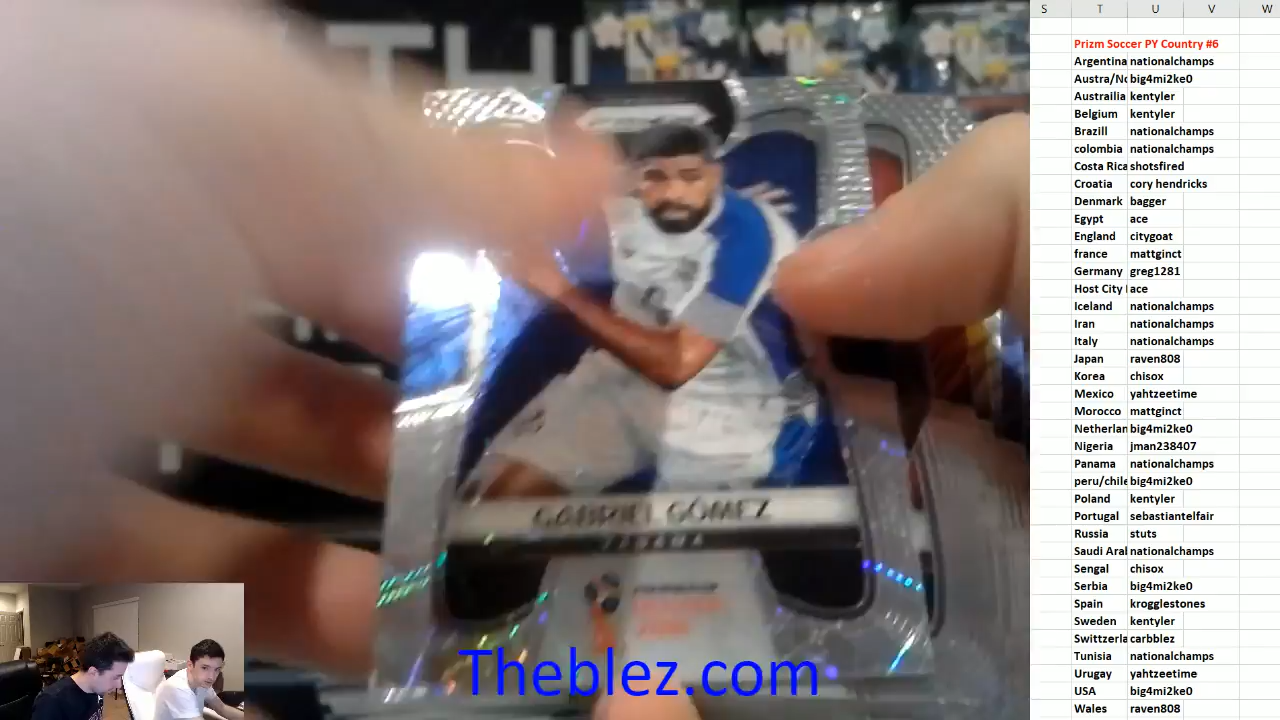 S T U V W
Prizm Soccer PY Country #6
Argentina nationalchamps
Austra/No big4mi2ke0
Austrailia kentyler
Belgium kentyler
Brazill nationalchamps
colombia nationalchamps
Costa Rica shotsfired
Croatia cory hendricks
Denmark bagger
Egypt ace
England citygoat
france mattginct
Germany greg1281
Host City ace
Iceland nationalchamps
Iran nationalchamps
Italy nationalchamps
Japan raven808
Korea chisox
Mexico yahtzeetime
Morocco mattginct
Netherlan big4mi2ke0
Nigeria jman238407
Panama nationalchamps
peru/chile big4mi2ke0
Poland kentyler
Portugal sebastiantelfair
Russia stuts
Saudi Aral nationalchamps
Sengal chisox
Serbia big4mi2ke0
Spain krogglestones
Sweden kentyler
Swittzerla carbblez
Tunisia nationalchamps
Urugay yahtzeetime
USA big4mi2ke0
Wales raven808
TH
GABRIEL GÓMEZ
PANAMA
Theblez.com